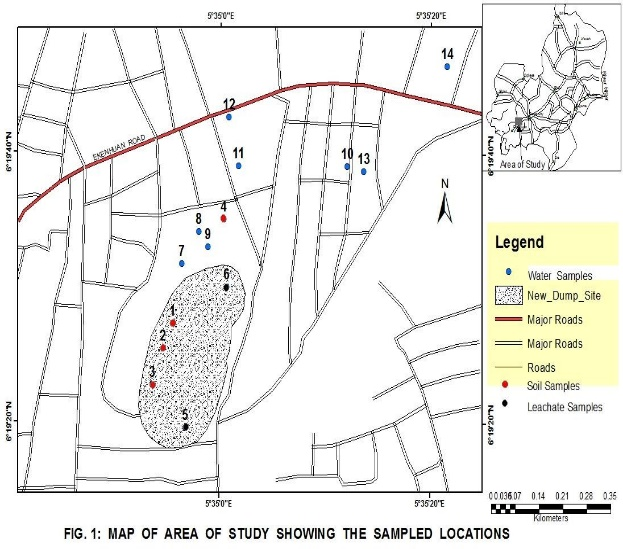 5°35'0"E
5°35'20"E
14
12
EKENHUAN ROAD
11
10
13
6°19'40"N
6°19'40"N
4
8
9
7
6
1
2
3
5
N
6°19'20"N
6°19'20"N
5°35'0"E
5°35'20"E
Area of Study
Legend
Water Samples
New_Dump_Site
Major Roads
Major Roads
Roads
Soil Samples
Leachate Samples
0 0.035 0.07 0.14 0.21 0.28 0.35
Kilometers
FIG. 1: MAP OF AREA OF STUDY SHOWING THE SAMPLED LOCATIONS